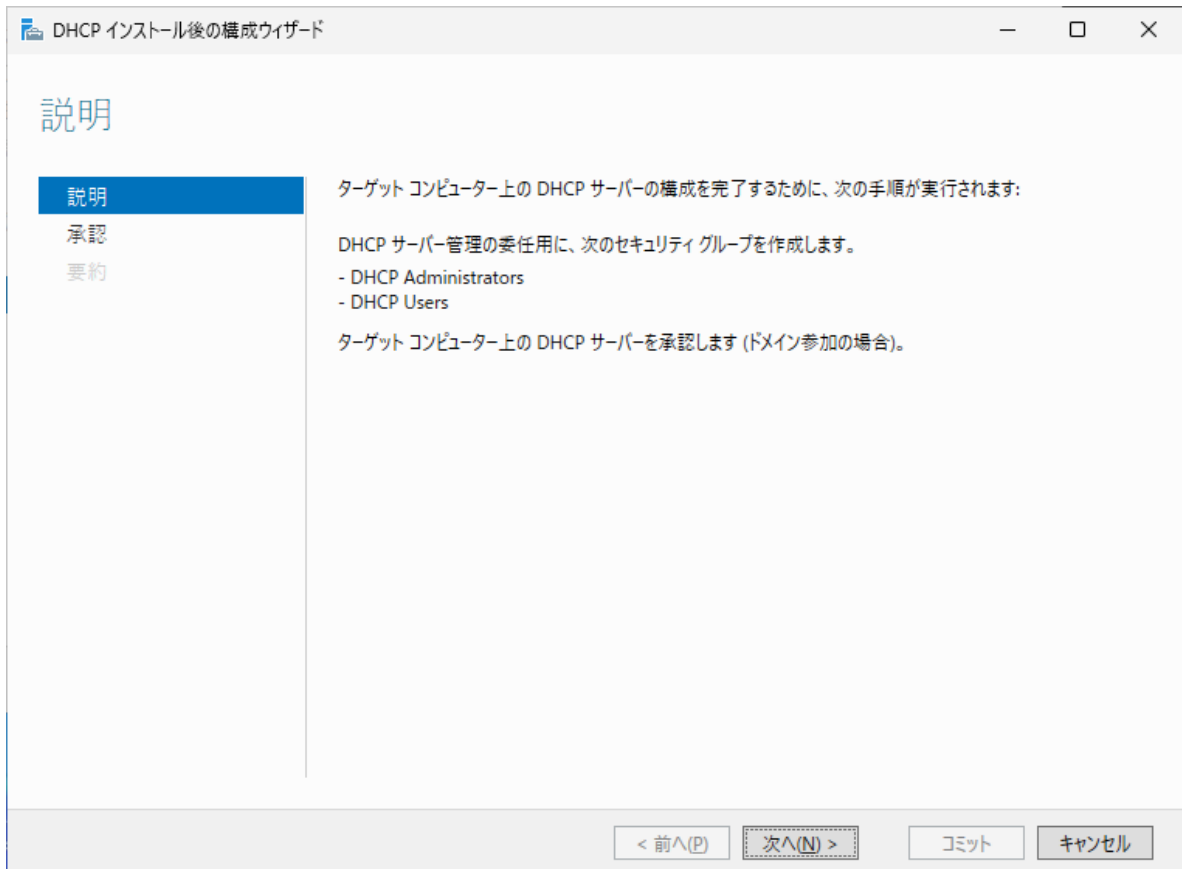 DHCP インストール後の構成ウィザード
説明
説明
承認
要約
ターゲット コンピューター上の DHCP サーバーの構成を完了するために、次の手順が実行されます:
DHCP サーバー管理の委任用に、次のセキュリティ グループを作成します。
- DHCP Administrators
- DHCP Users
ターゲット コンピューター上の DHCP サーバーを承認します (ドメイン参加の場合)。
< 前へ(P)
次へ(N) >
コミット
キャンセル